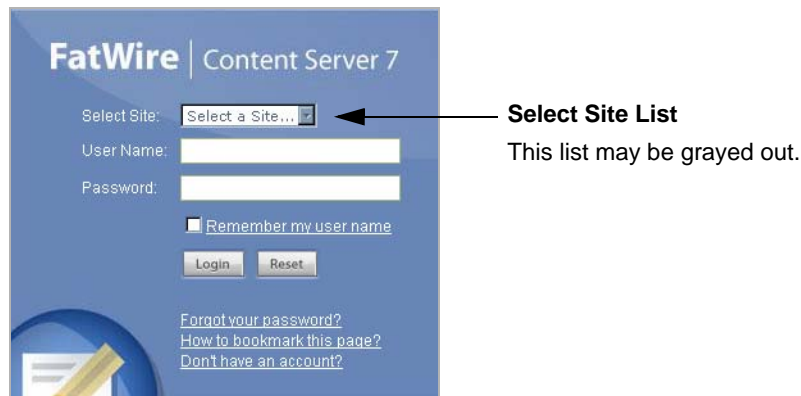 FatWire | Content Server 7
Select Site: Select a Site...
Select Site List
This list may be grayed out.
User Name:
Password:
Remember my user name
Login Reset
Forgot your password?
How to bookmark this page?
Don't have an account?